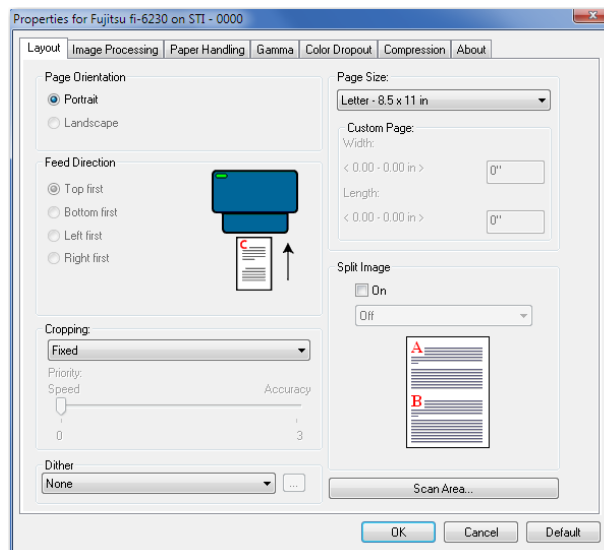 Properties for Fujitsu fi-6230 on STI - 0000
Layout Image Processing Paper Handling Gamma Color Dropout Compression About
Page Orientation
Portrait
Landscape
Feed Direction
Top first
Bottom first
Left first
Right first
C
Cropping:
Fixed
Priority:
Speed Accuracy
0 3
Dither
None
...
Page Size:
Letter - 8.5 x 11 in
Custom Page:
Width:
< 0.00 - 0.00 in > 0"
Length:
< 0.00 - 0.00 in > 0"
Split Image
On
Off
A
B
Scan Area...
OK Cancel Default